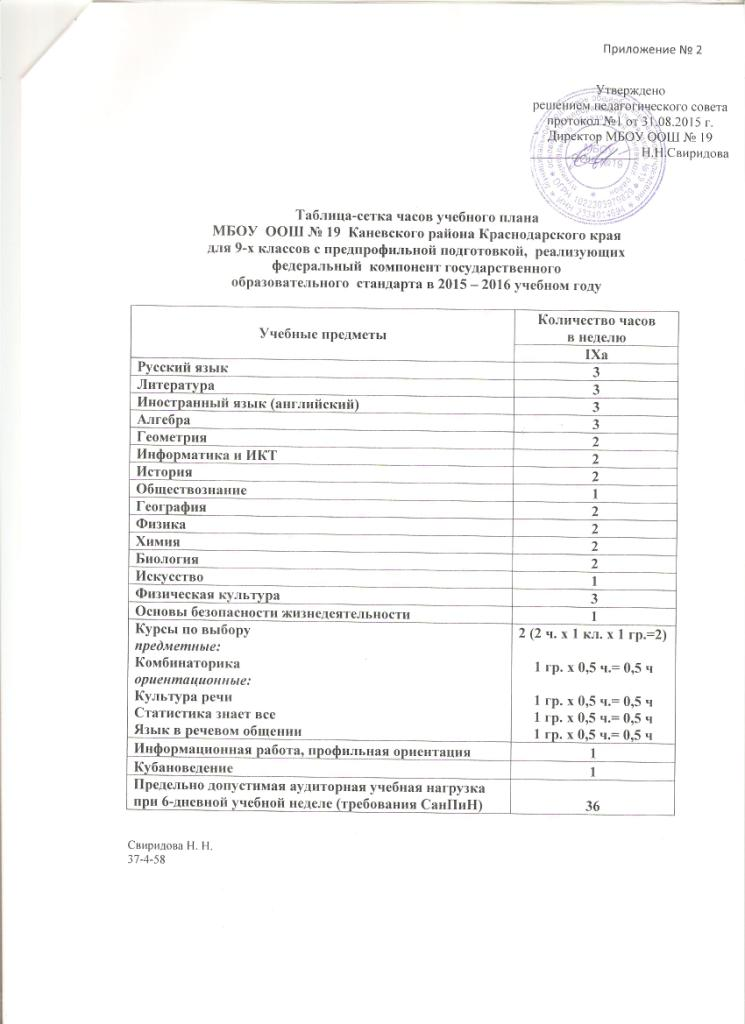 Приложение № 2
Утверждено
решением педагогического совета
протокол №1 от 31.08.2015 г.
Директор МБОУ ООШ № 19
Н.Н.Свиридова
Таблица-сетка часов учебного плана
МБОУ ООШ № 19 Каневского района Краснодарского края
для 9-х классов с предпрофильной подготовкой, реализующих
федеральный компонент государственного
образовательного стандарта в 2015 – 2016 учебном году
Учебные предметы
Количество часов
в неделю
IXа
Русский язык 3
Литература 3
Иностранный язык (английский) 3
Алгебра 3
Геометрия 2
Информатика и ИКТ 2
История 2
Обществознание 1
География 2
Физика 2
Химия 2
Биология 2
Искусство 1
Физическая культура 3
Основы безопасности жизнедеятельности 1
Курсы по выбору 2 (2 ч. х 1 кл. х 1 гр.=2)
предметные:
Комбинаторика 1 гр. х 0,5 ч.= 0,5 ч
ориентационные:
Культура речи 1 гр. х 0,5 ч.= 0,5 ч
Статистика знает все 1 гр. х 0,5 ч.= 0,5 ч
Язык в речевом общении 1 гр. х 0,5 ч.= 0,5 ч
Информационная работа, профильная ориентация 1
Кубановедение 1
Предельно допустимая аудиторная учебная нагрузка
при 6-дневной учебной неделе (требования СанПиН) 36
Свиридова Н. Н.
37-4-58